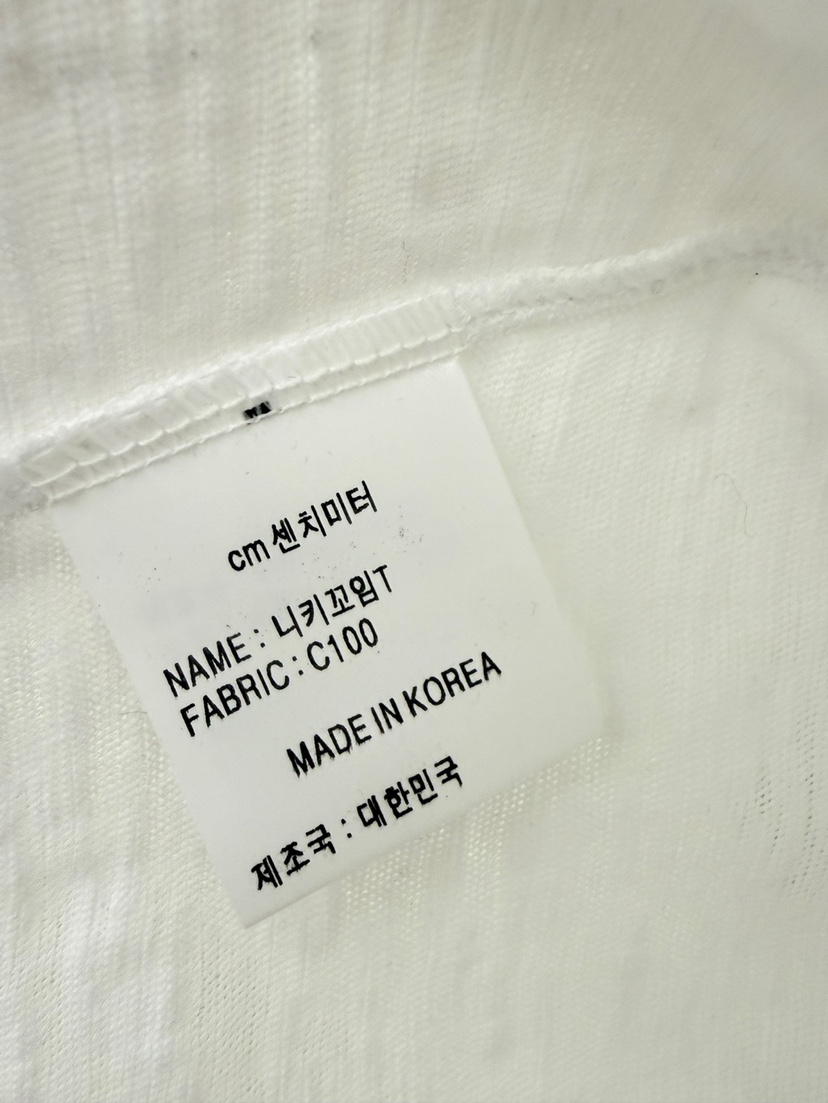 cm 센치미터
NAME : 니키꼬임T
FABRIC : C100
MADE IN KOREA
제조국 : 대한민국